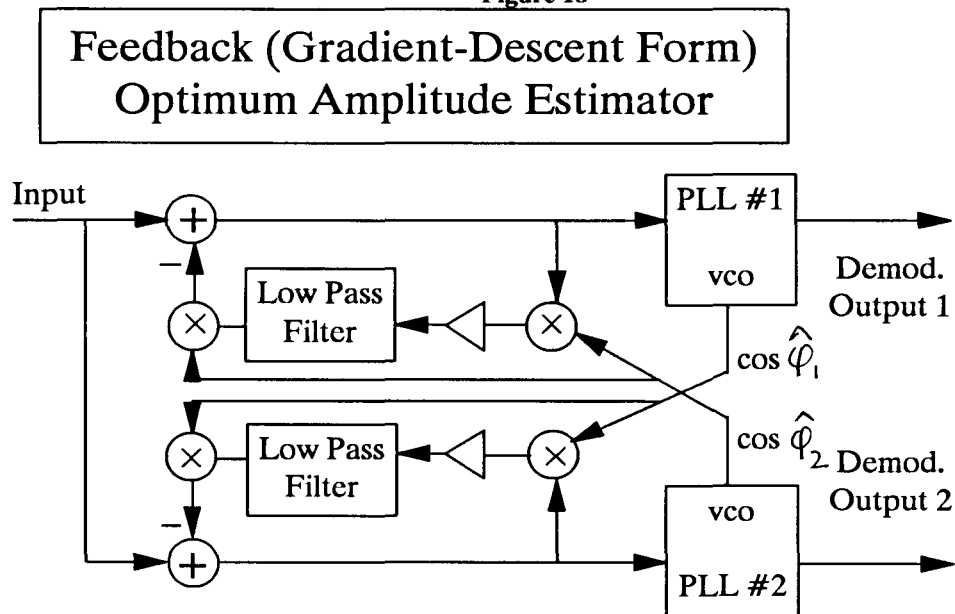 Figure 18
Feedback (Gradient-Descent Form)
Optimum Amplitude Estimator
Input
+
PLL #1
−
vco
Low Pass
Filter
×
×
Demod.
Output 1
cos φ̂₁
×
Low Pass
Filter
×
cos φ̂₂
Demod.
Output 2
−
+
vco
PLL #2